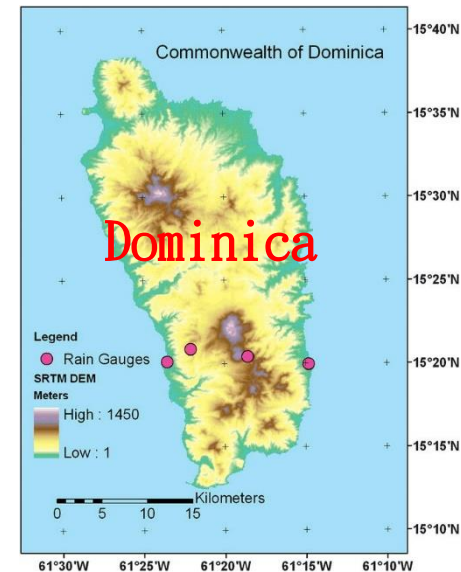 Commonwealth of Dominica
15°40'N
15°35'N
15°30'N
Dominica
15°25'N
Legend
Rain Gauges
15°20'N
SRTM DEM
Meters
High : 1450
Low : 1
15°15'N
Kilometers
0 5 10 15
15°10'N
61°30'W 61°25'W 61°20'W 61°15'W 61°10'W